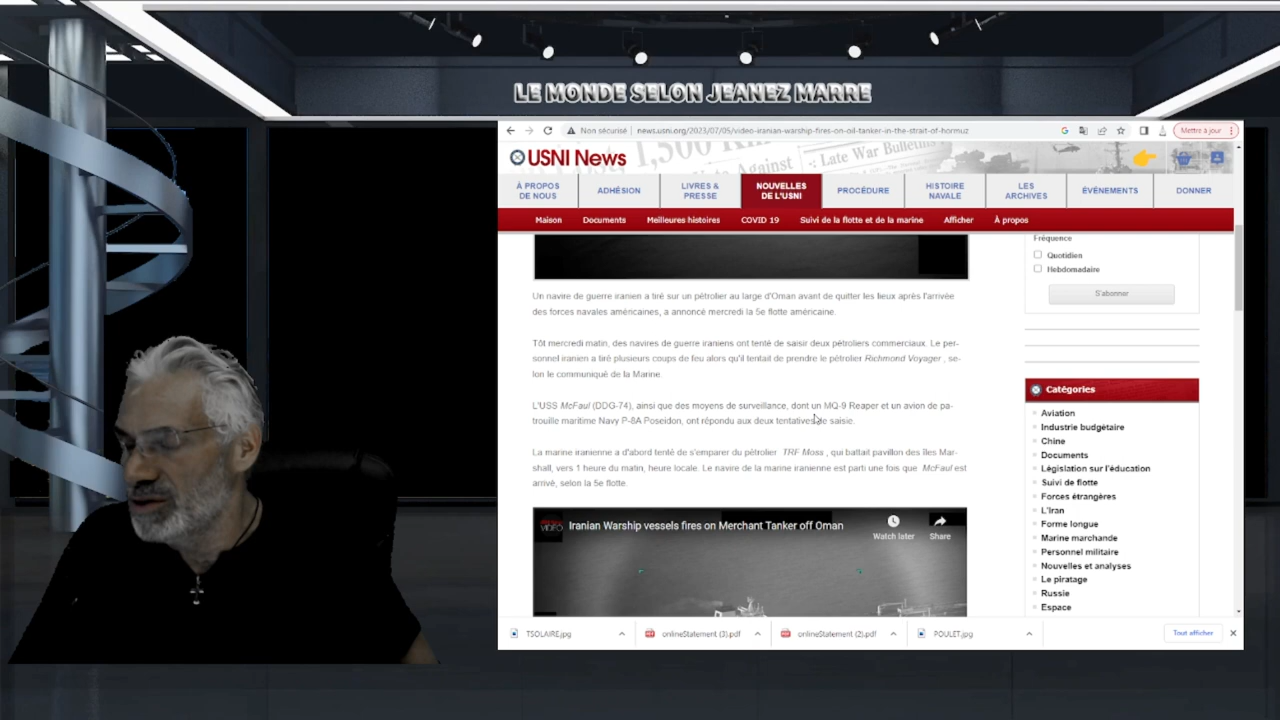 LE MONDE SELON JEANEZ MARRE
Non sécurisé | news.usni.org/2023/07/05/video-iranian-warship-fires-on-oil-tanker-in-the-strait-of-hormuz
Mettre à jour
1,500
Against
: Late War Bulletins
USNI News
À PROPOS DE NOUS
ADHÉSION
LIVRES & PRESSE
NOUVELLES DE L'USNI
PROCÉDURE
HISTOIRE NAVALE
LES ARCHIVES
ÉVÉNEMENTS
DONNER
Maison Documents Meilleures histoires COVID 19 Suivi de la flotte et de la marine Afficher À propos
Un navire de guerre iranien a tiré sur un pétrolier au large d'Oman avant de quitter les lieux après l'arrivée
des forces navales américaines, a annoncé mercredi la 5e flotte américaine.
Tôt mercredi matin, des navires de guerre iraniens ont tenté de saisir deux pétroliers commerciaux. Le per-
sonnel iranien a tiré plusieurs coups de feu alors qu'il tentait de prendre le pétrolier Richmond Voyager , se-
lon le communiqué de la Marine.
L'USS McFaul (DDG-74), ainsi que des moyens de surveillance, dont un MQ-9 Reaper et un avion de pa-
trouille maritime Navy P-8A Poseidon, ont répondu aux deux tentatives de saisie.
La marine iranienne a d'abord tenté de s'emparer du pétrolier TRF Moss , qui battait pavillon des îles Mar-
shall, vers 1 heure du matin, heure locale. Le navire de la marine iranienne est parti une fois que McFaul est
arrivé, selon la 5e flotte.
VIDEO
Iranian Warship vessels fires on Merchant Tanker off Oman
Watch later
Share
Fréquence
Quotidien
Hebdomadaire
S'abonner
Catégories
Aviation
Industrie budgétaire
Chine
Documents
Législation sur l'éducation
Suivi de flotte
Forces étrangères
L'Iran
Forme longue
Marine marchande
Personnel militaire
Nouvelles et analyses
Le piratage
Russie
Espace
TSOLAIRE.jpg
onlineStatement (3).pdf
onlineStatement (2).pdf
POULET.jpg
Tout afficher